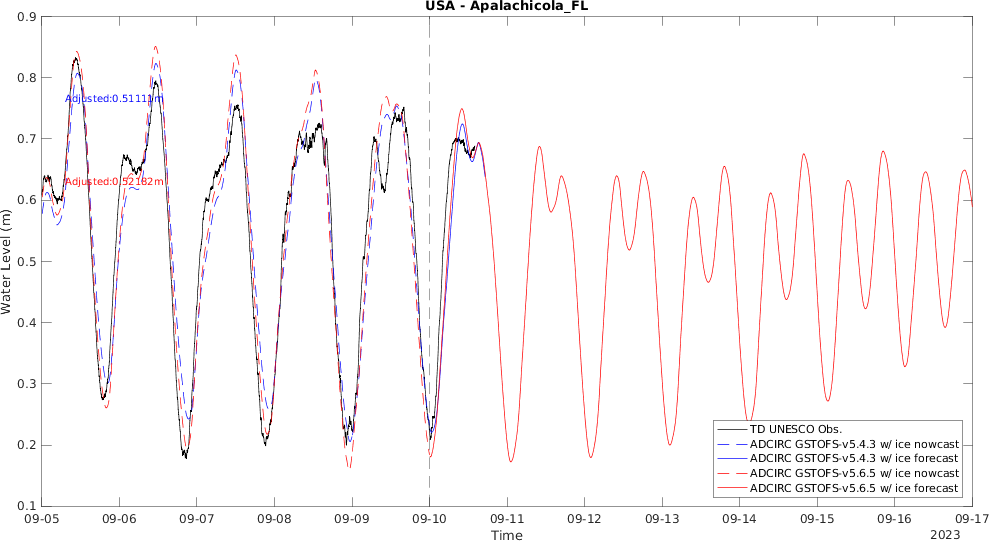 USA - Apalachicola_FL
0.9
0.8
0.7
0.6
0.5
0.4
0.3
0.2
0.1
Water Level (m)
Adjusted:0.51111m
Adjusted:0.52182m
TD UNESCO Obs.
ADCIRC GSTOFS-v5.4.3 w/ ice nowcast
ADCIRC GSTOFS-v5.4.3 w/ ice forecast
ADCIRC GSTOFS-v5.6.5 w/ ice nowcast
ADCIRC GSTOFS-v5.6.5 w/ ice forecast
09-05 09-06 09-07 09-08 09-09 09-10 09-11 09-12 09-13 09-14 09-15 09-16 09-17
Time
2023